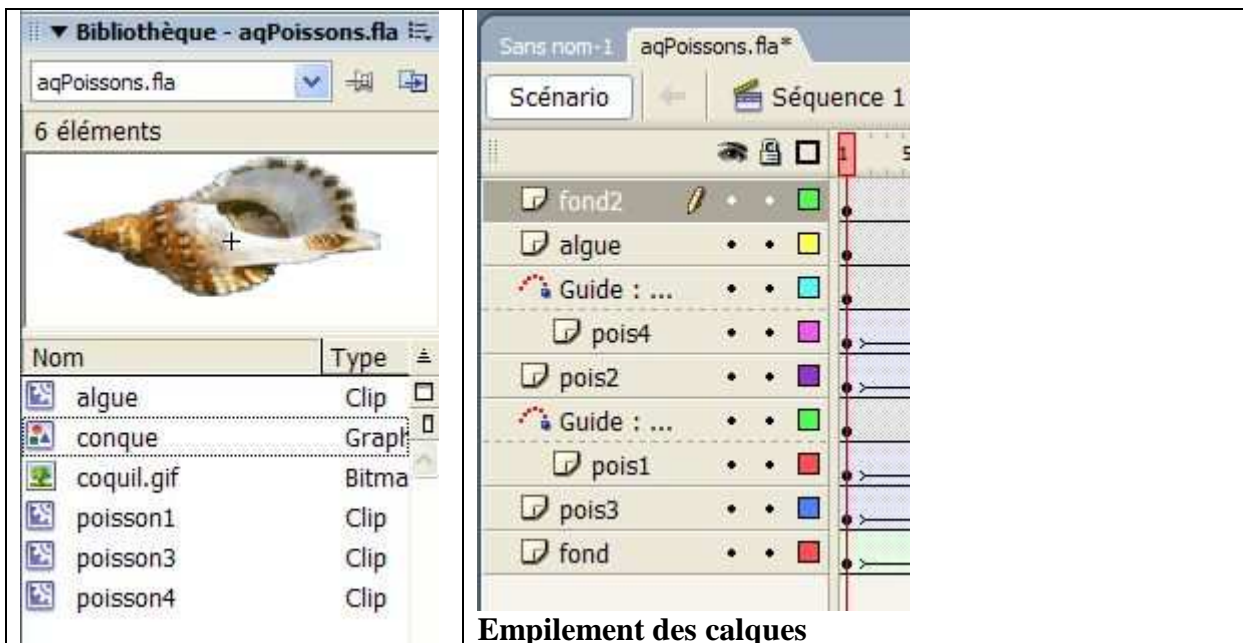 Bibliothèque - aqPoissons.fla
aqPoissons.fla
6 éléments
Nom Type
algue Clip
conque Graph
coquil.gif Bitma
poisson1 Clip
poisson3 Clip
poisson4 Clip
Sans nom-1 aqPoissons.fla*
Scénario Séquence 1
1 5
fond2
algue
Guide : ...
pois4
pois2
Guide : ...
pois1
pois3
fond
Empilement des calques